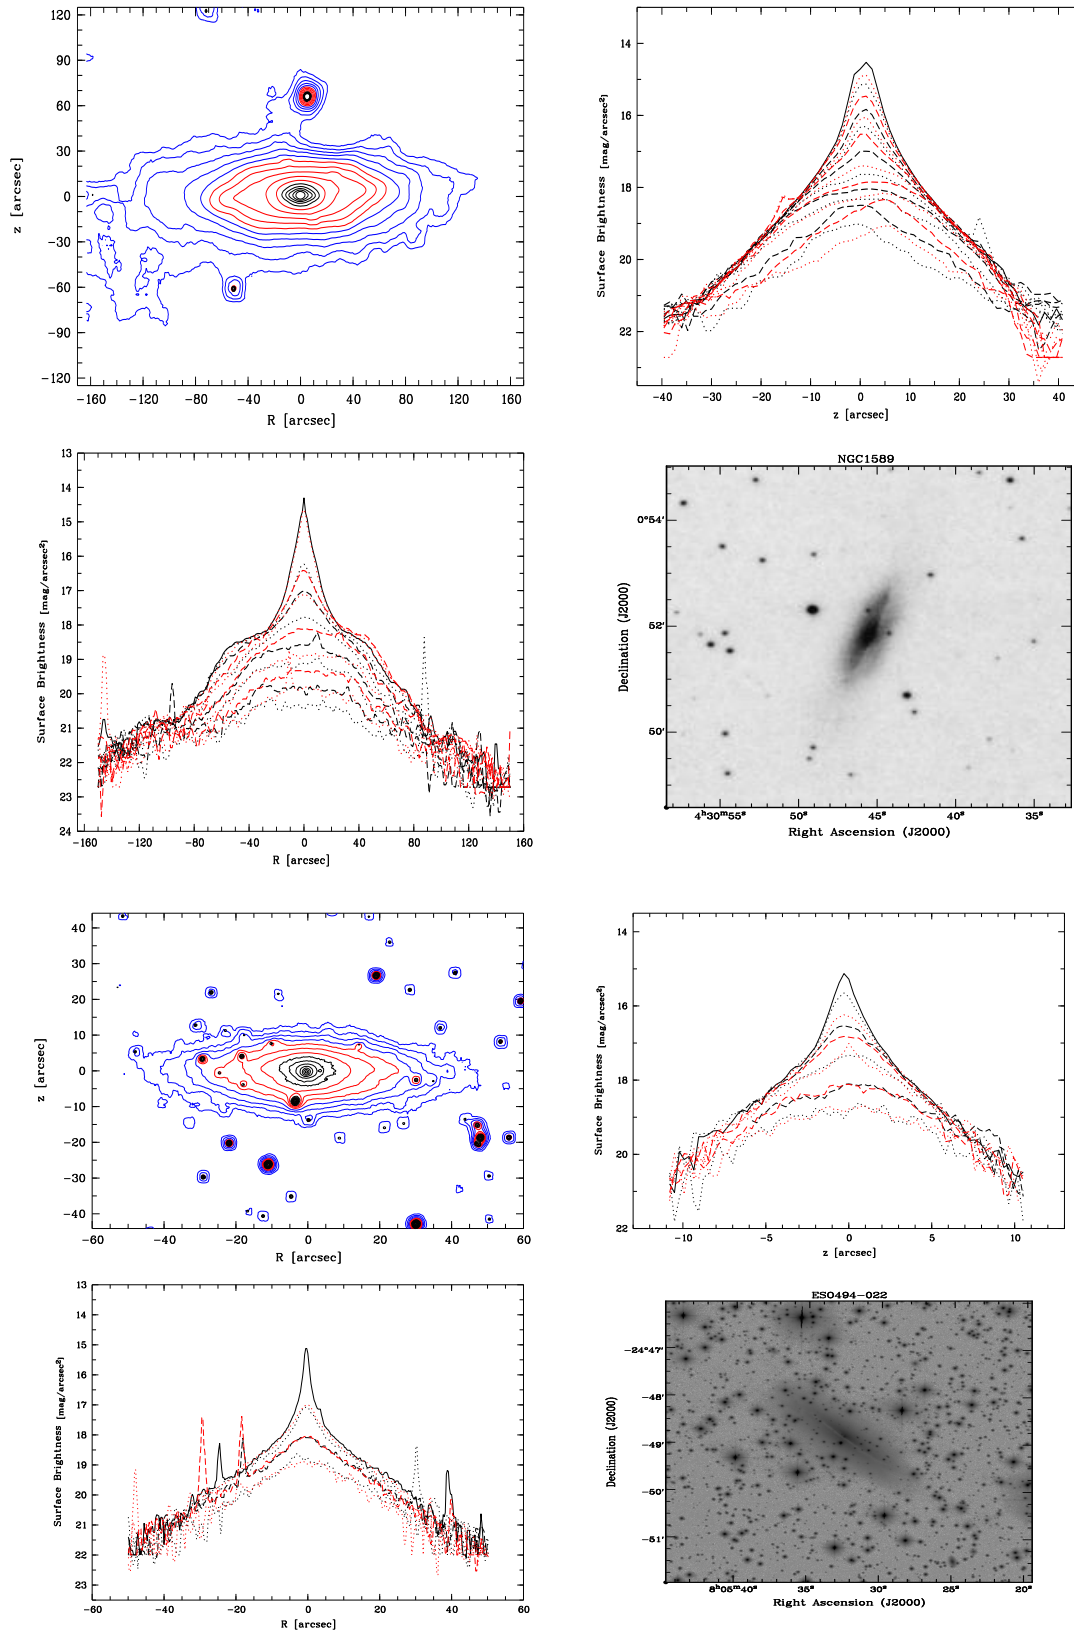 120
90
60
30
0
−30
−60
−90
−120
z [arcsec]
−160 −120 −80 −40 0 40 80 120 160
R [arcsec]
14
16
18
20
22
Surface Brightness [mag/arcsec²]
−40 −30 −20 −10 0 10 20 30 40
z [arcsec]
13
14
15
16
17
18
19
20
21
22
23
24
Surface Brightness [mag/arcsec²]
−160 −120 −80 −40 0 40 80 120 160
R [arcsec]
NGC1589
0°54′
52′
50′
Declination (J2000)
4ʰ30ᵐ55ˢ 50ˢ 45ˢ 40ˢ 35ˢ
Right Ascension (J2000)
40
30
20
10
0
−10
−20
−30
−40
z [arcsec]
−60 −40 −20 0 20 40 60
R [arcsec]
14
16
18
20
22
Surface Brightness [mag/arcsec²]
−10 −5 0 5 10
z [arcsec]
13
14
15
16
17
18
19
20
21
22
23
Surface Brightness [mag/arcsec²]
−60 −40 −20 0 20 40 60
R [arcsec]
ESO494−022
−24°47′
−48′
−49′
−50′
−51′
Declination (J2000)
8ʰ05ᵐ40ˢ 35ˢ 30ˢ 25ˢ 20ˢ
Right Ascension (J2000)